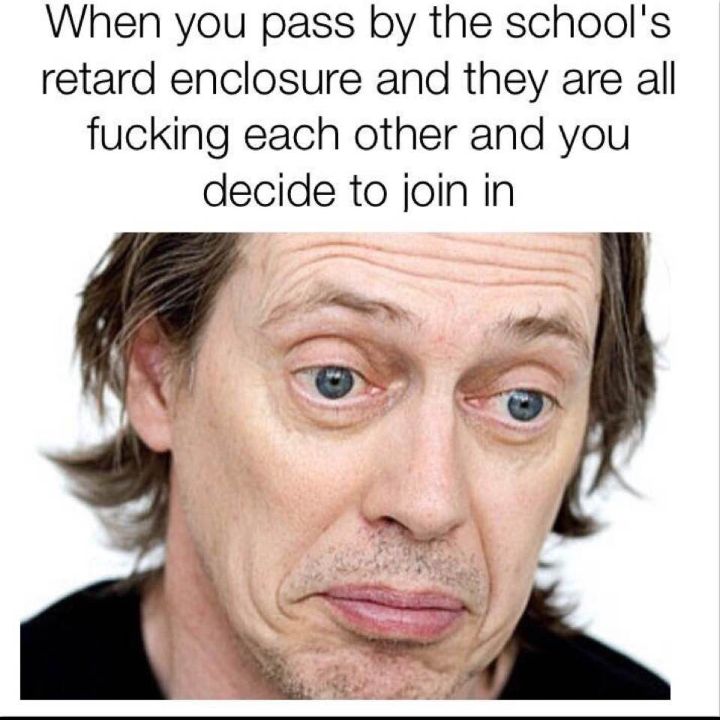 When you pass by the school's
retard enclosure and they are all
fucking each other and you
decide to join in